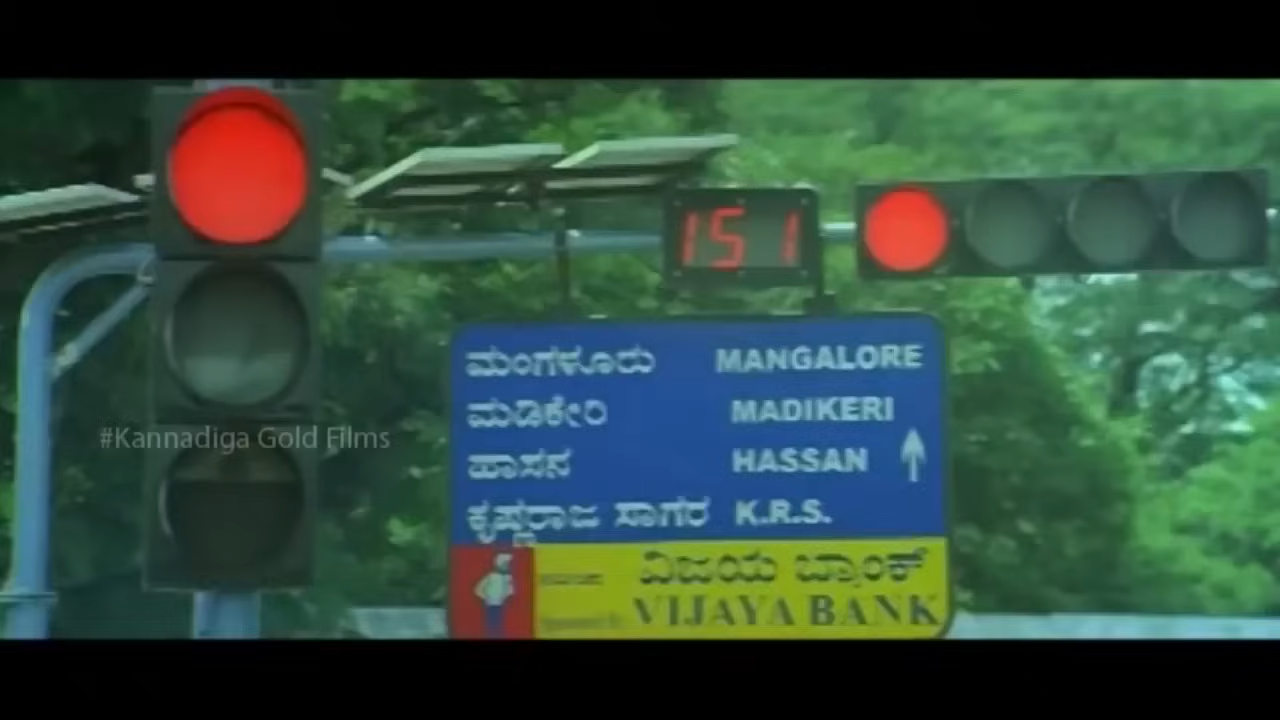 151
ಮಂಗಳೂರು MANGALORE
ಮಡಿಕೇರಿ MADIKERI
ಹಾಸನ HASSAN
ಕೃಷ್ಣರಾಜ ಸಾಗರ K.R.S.
ವಿಜಯ ಬ್ಯಾಂಕ್
VIJAYA BANK
#Kannadiga Gold Films